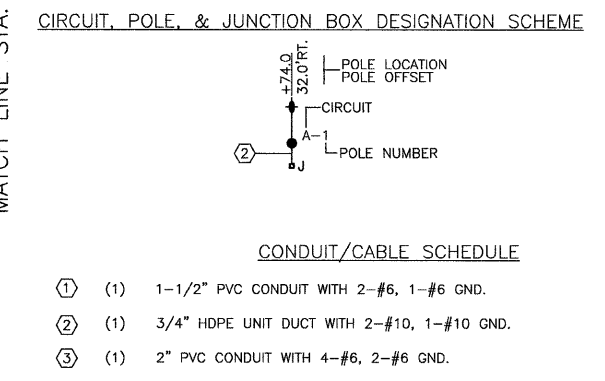 MATCH LINE STA.
CIRCUIT, POLE, & JUNCTION BOX DESIGNATION SCHEME
+74.0
32.0'RT.
POLE LOCATION
POLE OFFSET
CIRCUIT
A-1
2
POLE NUMBER
J
CONDUIT/CABLE SCHEDULE
1 (1) 1-1/2" PVC CONDUIT WITH 2-#6, 1-#6 GND.
2 (1) 3/4" HDPE UNIT DUCT WITH 2-#10, 1-#10 GND.
3 (1) 2" PVC CONDUIT WITH 4-#6, 2-#6 GND.